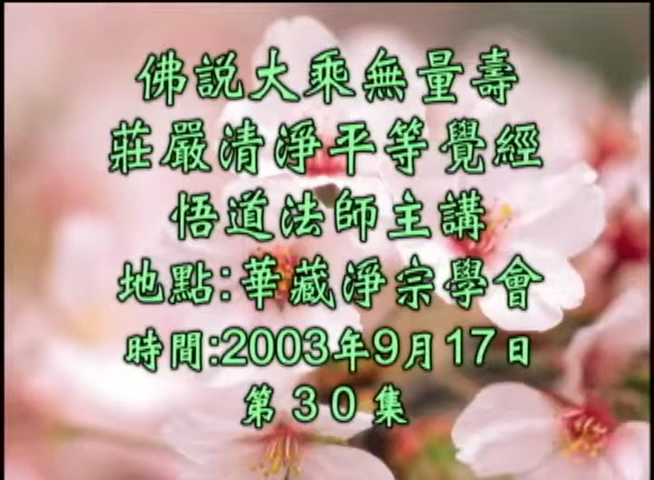 佛說大乘無量壽
莊嚴清淨平等覺經
悟道法師主講
地點:華藏淨宗學會
時間:2003年9月17日
第30集